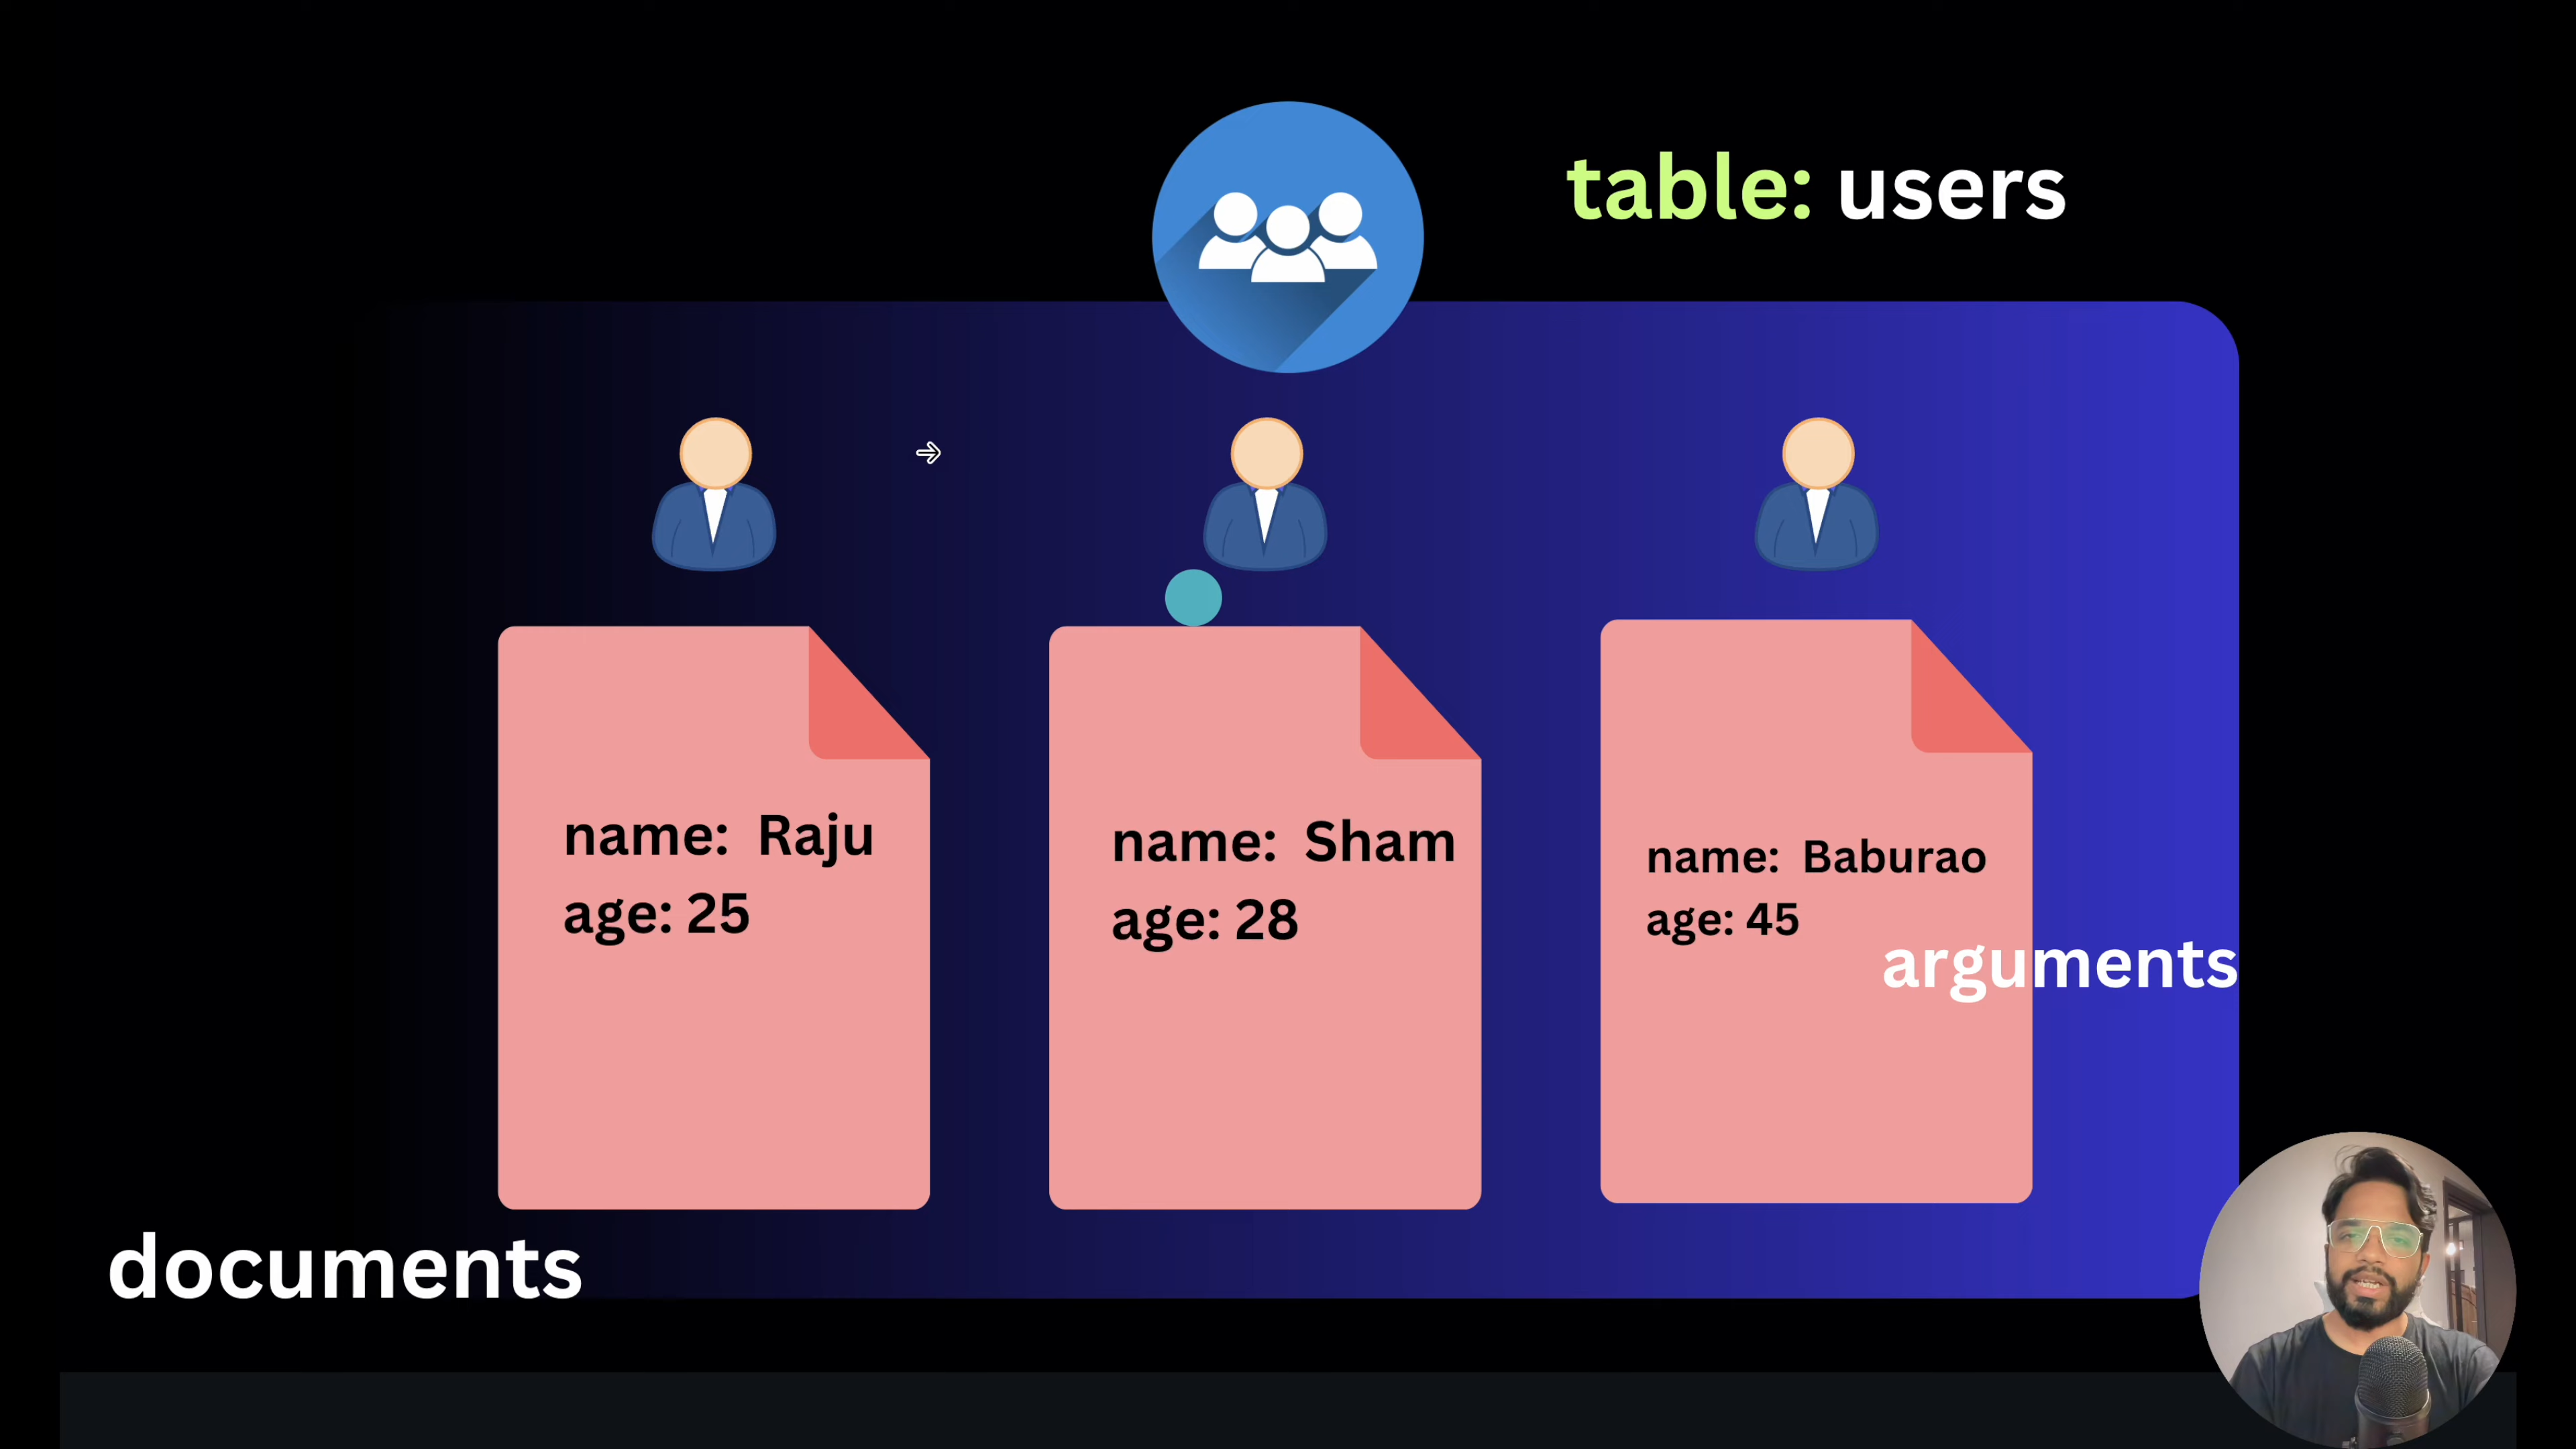 table: users
name: Raju
age: 25
name: Sham
age: 28
name: Baburao
age: 45
arguments
documents